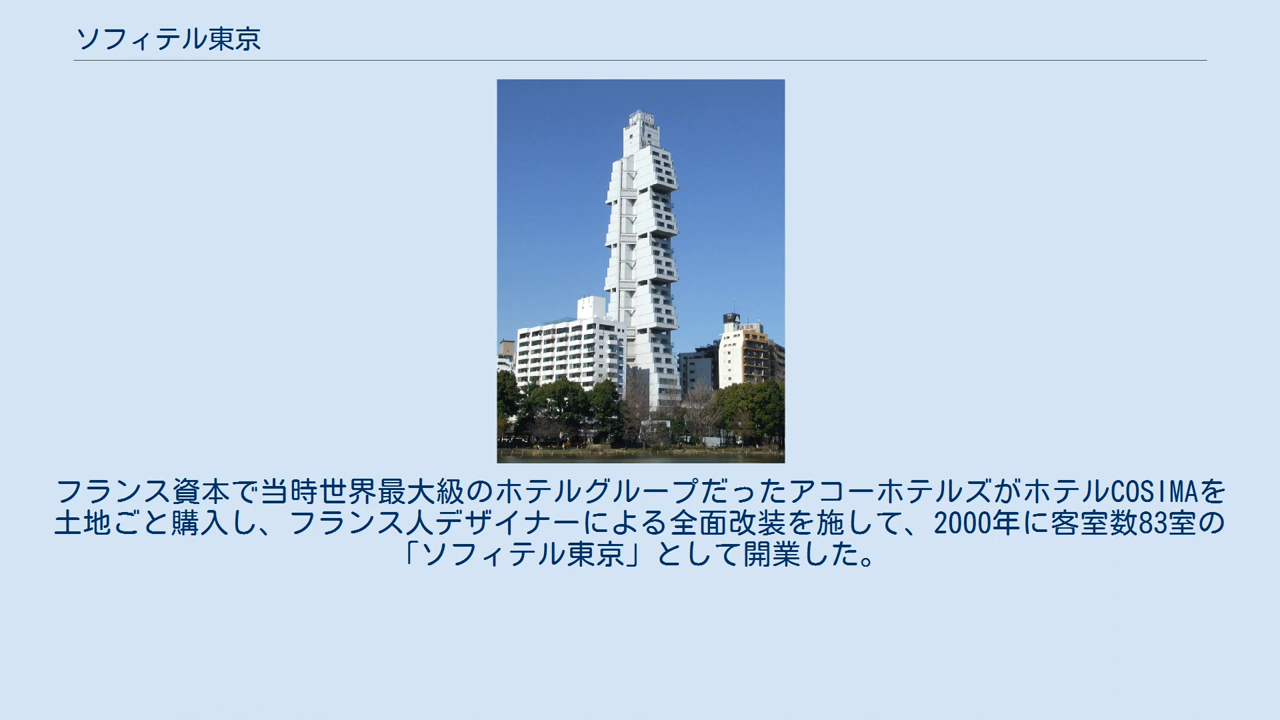 ソフィテル東京
フランス資本で当時世界最大級のホテルグループだったアコーホテルズがホテルCOSIMAを
土地ごと購入し、フランス人デザイナーによる全面改装を施して、2000年に客室数83室の
「ソフィテル東京」として開業した。